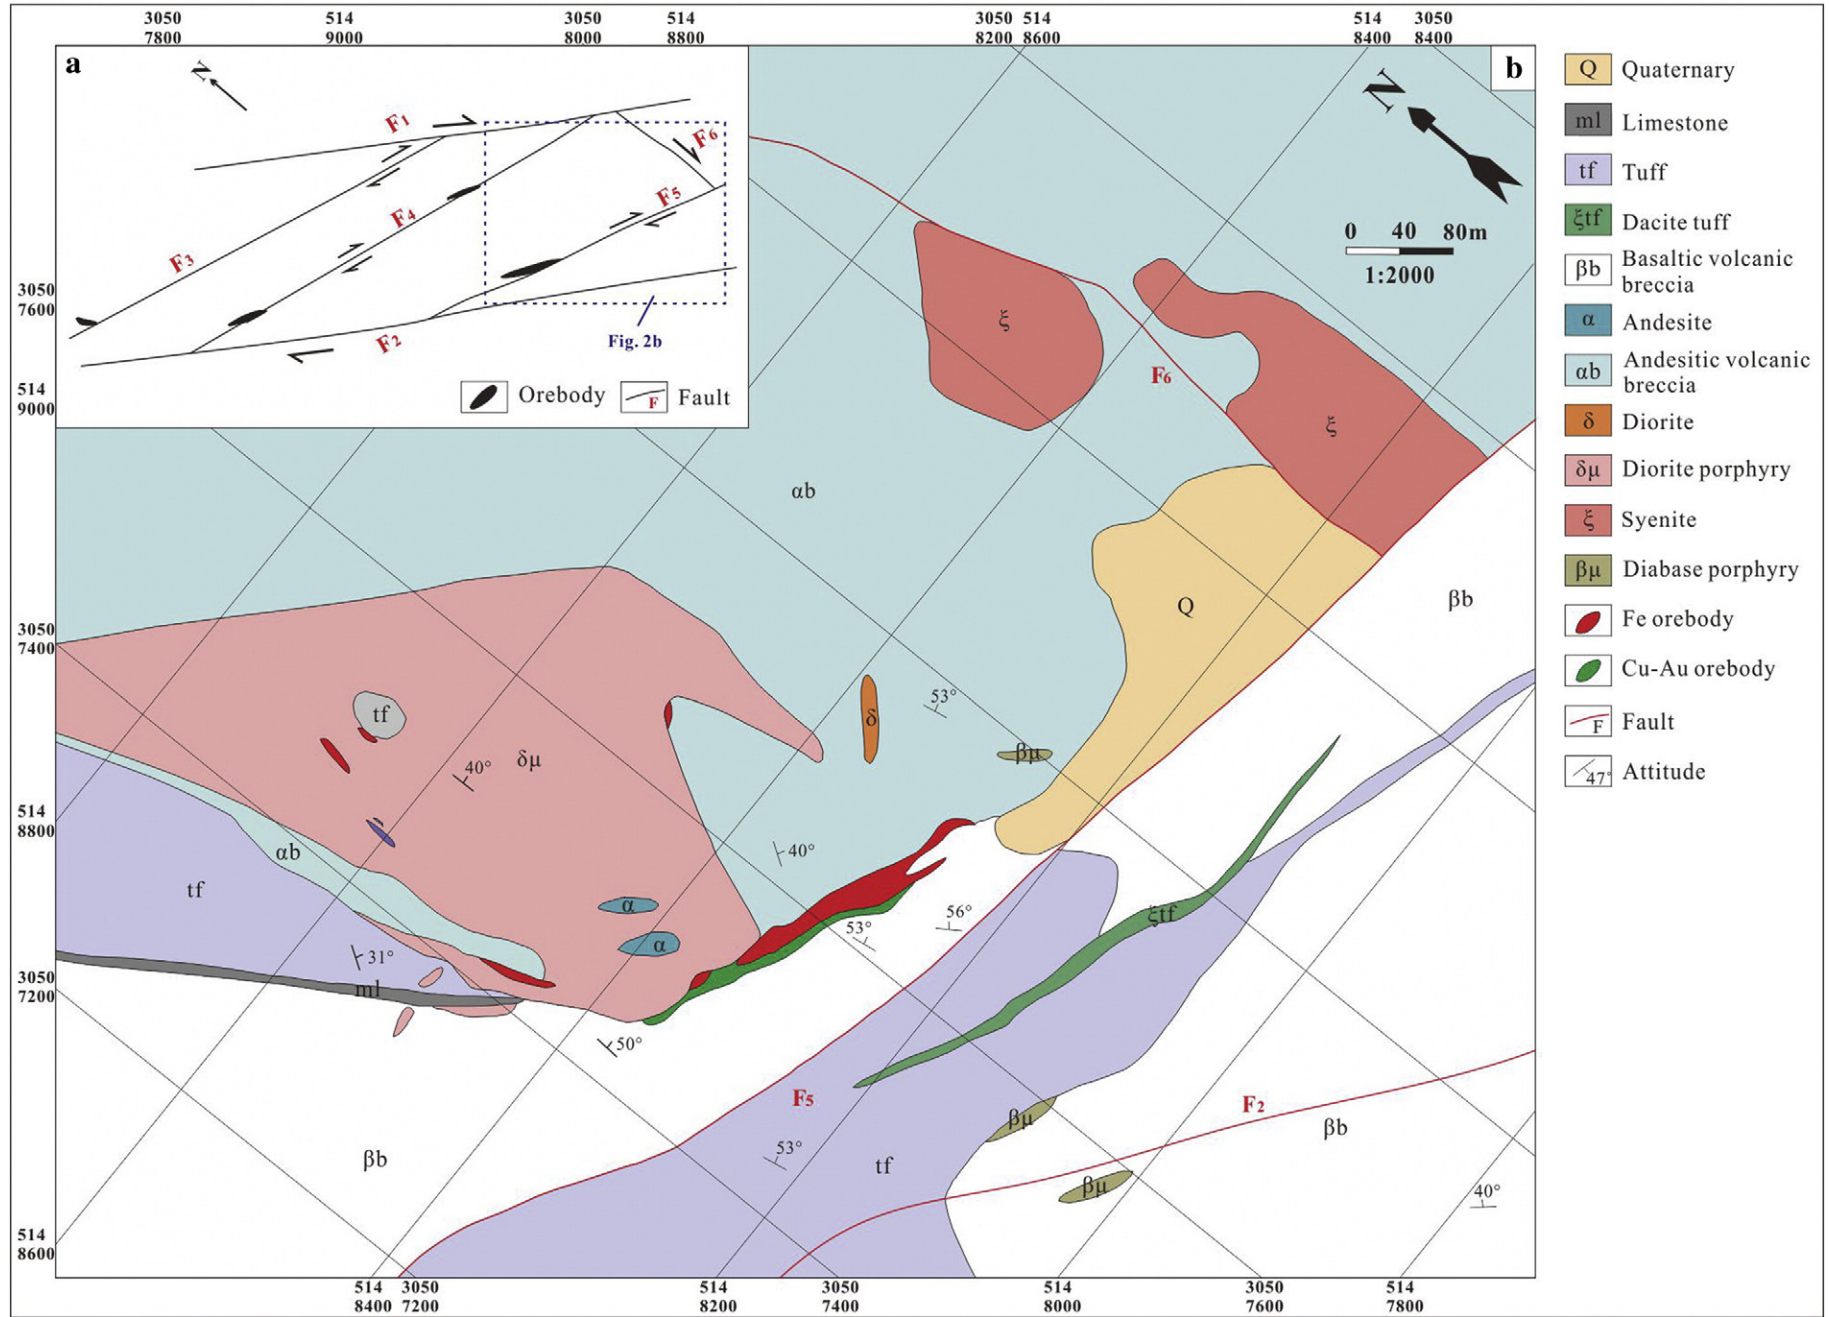 3050 514 3050 514 3050 514 514 3050
7800 9000 8000 8800 8200 8600 8400 8400
a
N
F1
F6
F5
F4
F3
F2
Fig. 2b
Orebody
F
Fault
b
N
0 40 80m
1:2000
3050
7600
514
9000
3050
7400
514
8800
3050
7200
514
8600
ξ
F6
ξ
αb
Q
βb
tf
δμ
40°
δ
53°
βμ
αb
40°
tf
α
α
53°
56°
ξtf
31°
ml
50°
F5
F2
βμ
βb
53°
tf
βb
βμ
40°
514 3050 514 3050 514 3050 514
8400 7200 8200 7400 8000 7600 7800
Q Quaternary
ml Limestone
tf Tuff
ξtf Dacite tuff
βb Basaltic volcanic
breccia
α Andesite
αb Andesitic volcanic
breccia
δ Diorite
δμ Diorite porphyry
ξ Syenite
βμ Diabase porphyry
Fe orebody
Cu-Au orebody
F Fault
47° Attitude